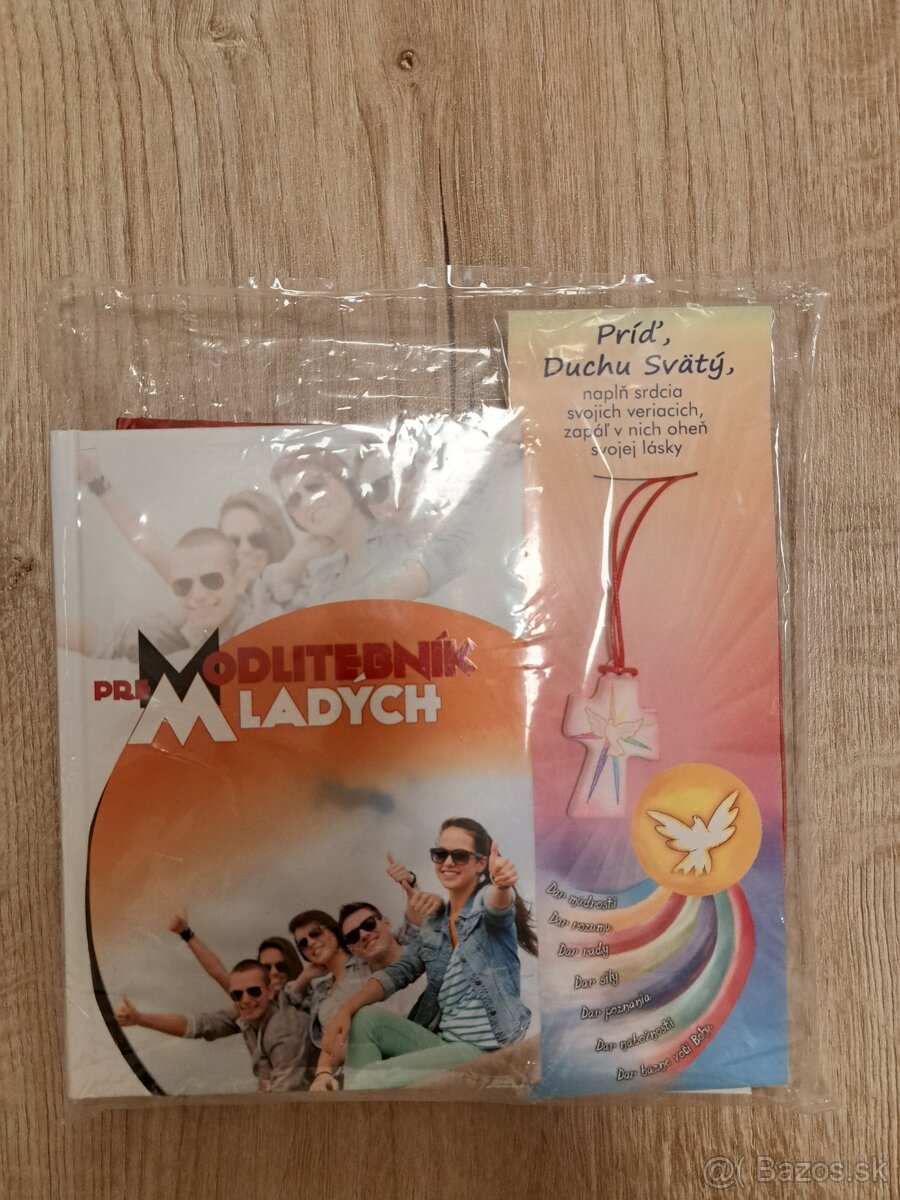 MODLITEBNÍK
PRE MLADÝCH
Príď,
Duchu Svätý,
naplň srdcia
svojich veriacich,
zapáľ v nich oheň
svojej lásky
Dar múdrosti
Dar rozumu
Dar rady
Dar sily
Dar poznania
Dar nábožnosti
Dar bázne voči Bohu
@( Bazos.sk